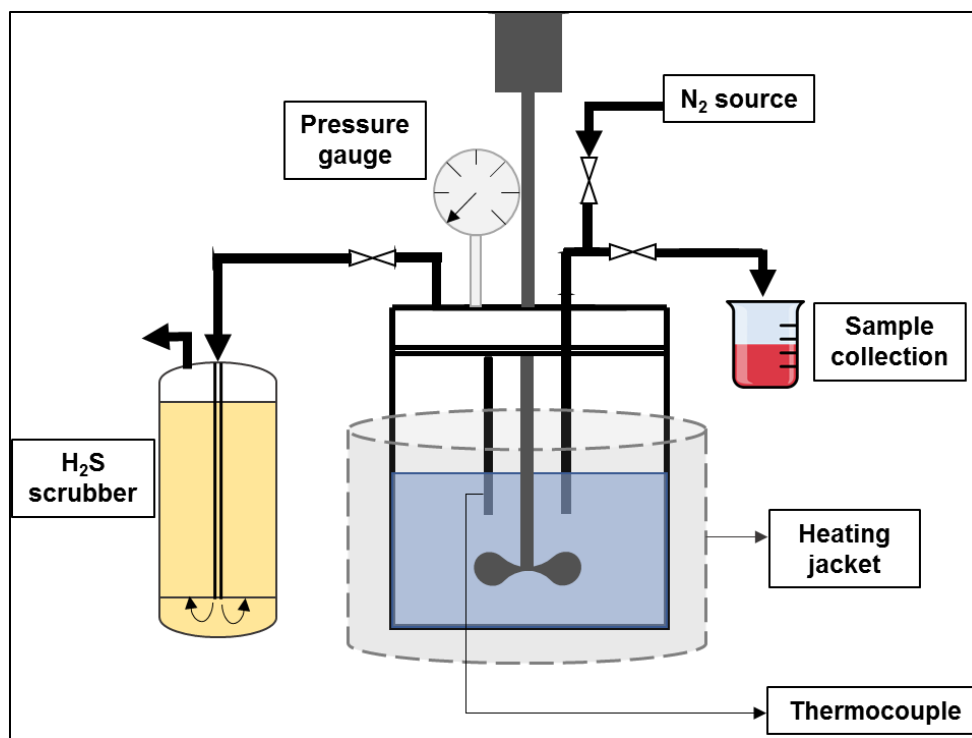 N₂ source
Pressure
gauge
Sample
collection
H₂S
scrubber
Heating
jacket
Thermocouple